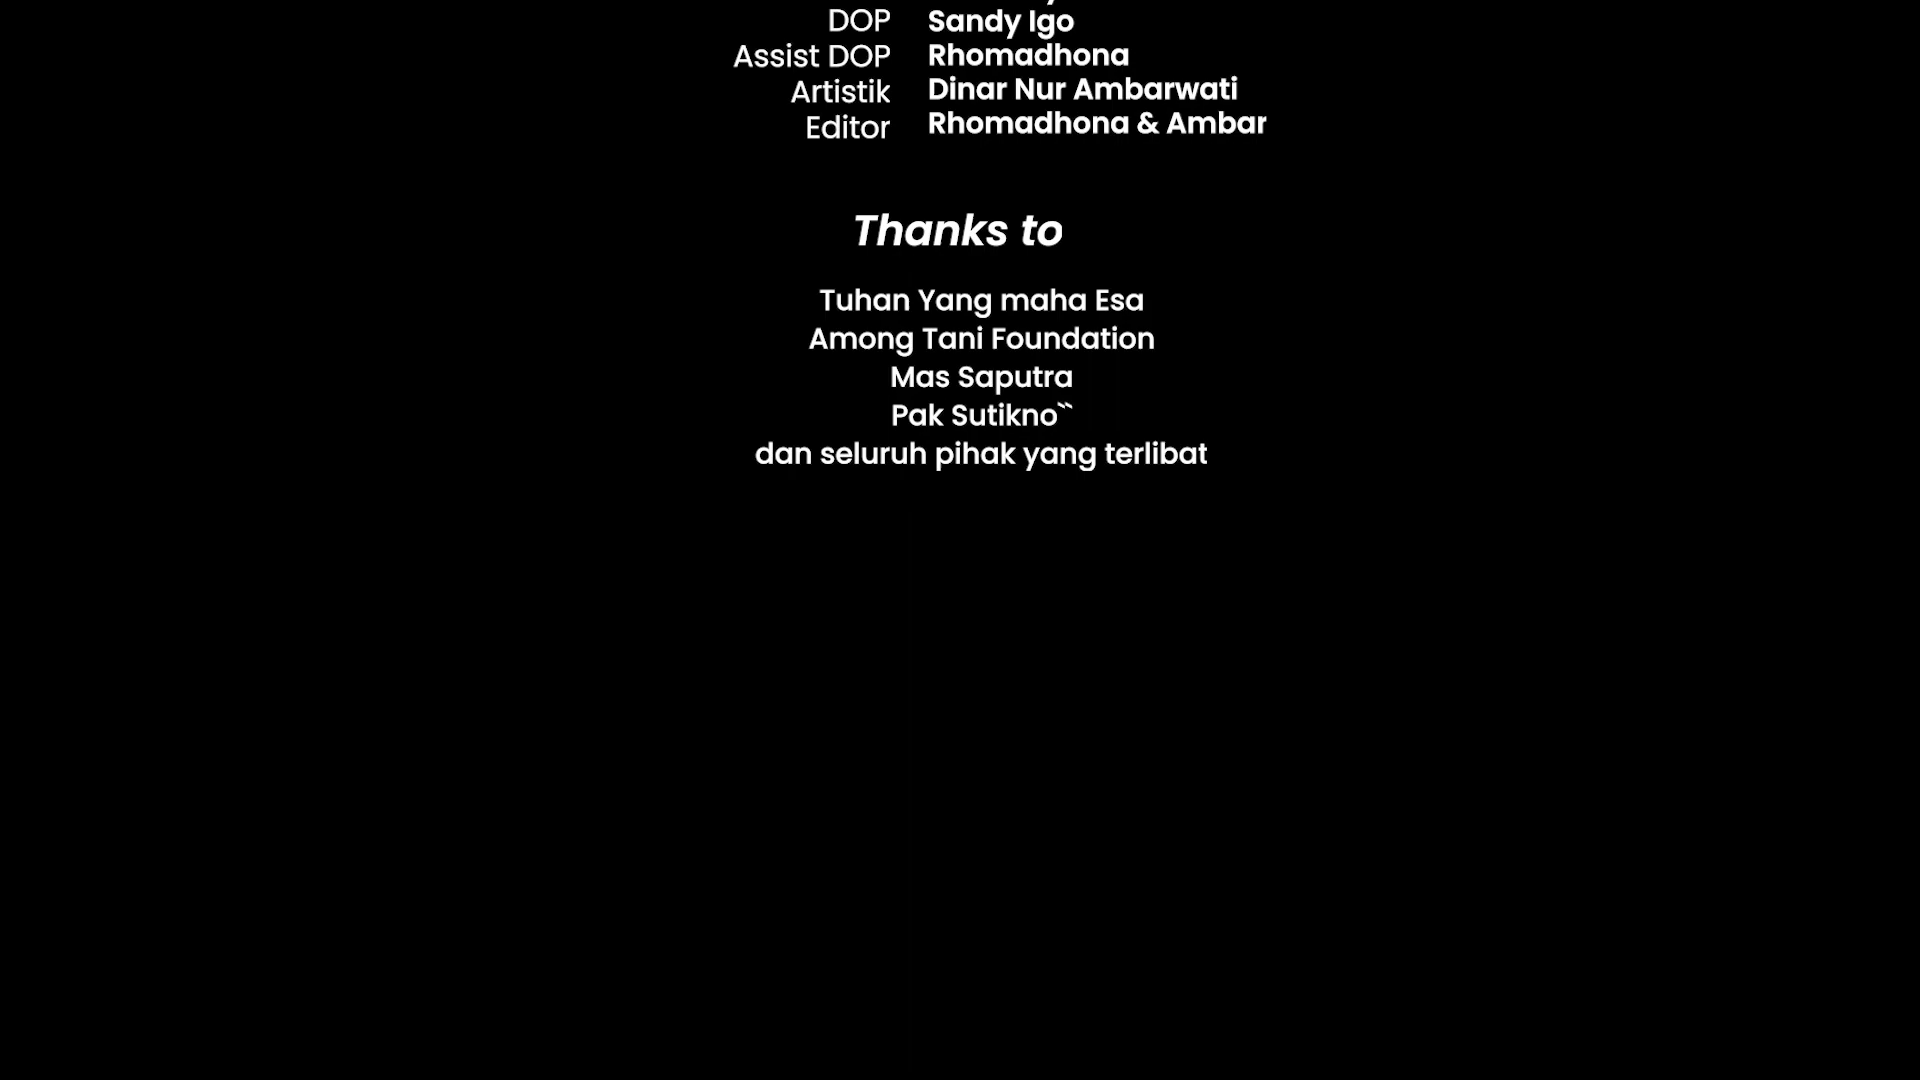 DOP Sandy Igo
Assist DOP Rhomadhona
Artistik Dinar Nur Ambarwati
Editor Rhomadhona & Ambar
Thanks to
Tuhan Yang maha Esa
Among Tani Foundation
Mas Saputra
Pak Sutikno``
dan seluruh pihak yang terlibat